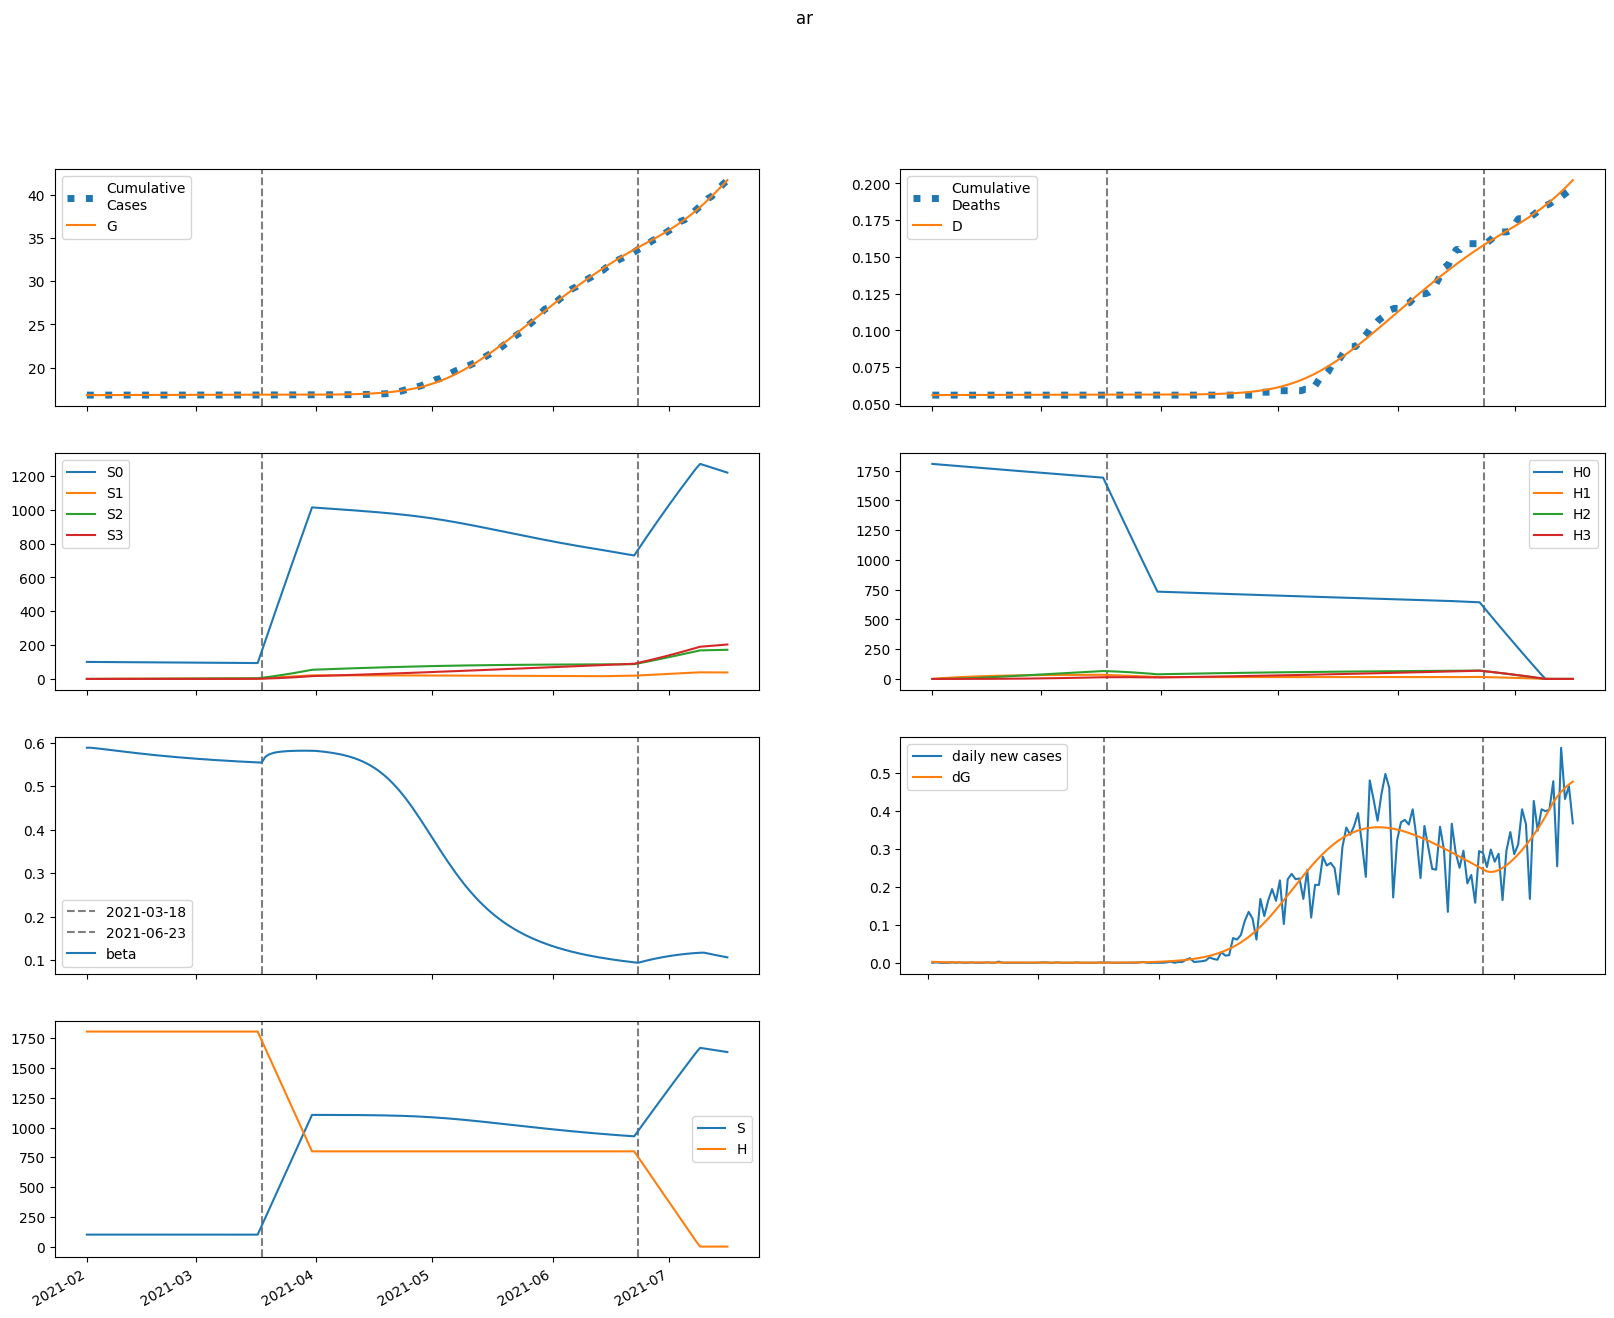 ar
Cumulative
Cases
G
40
35
30
25
20
Cumulative
Deaths
D
0.200
0.175
0.150
0.125
0.100
0.075
0.050
S0
S1
S2
S3
1200
1000
800
600
400
200
0
H0
H1
H2
H3
1750
1500
1250
1000
750
500
250
0
0.6
0.5
0.4
0.3
0.2
0.1
2021-03-18
2021-06-23
beta
daily new cases
dG
0.5
0.4
0.3
0.2
0.1
0.0
1750
1500
1250
1000
750
500
250
0
S
H
2021-02
2021-03
2021-04
2021-05
2021-06
2021-07